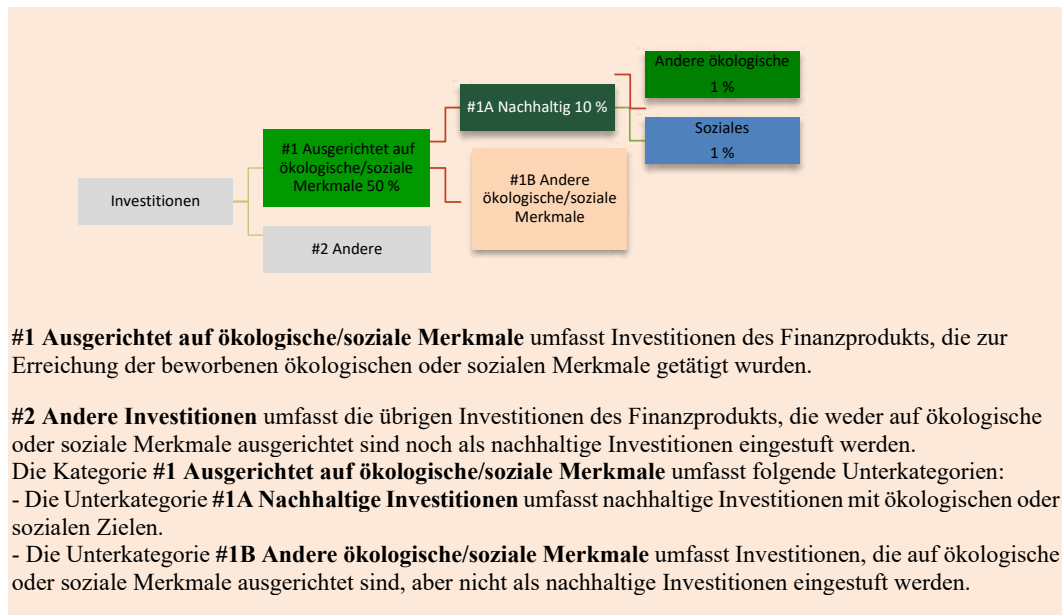 Andere ökologische
1 %
#1A Nachhaltig 10 %
Soziales
1 %
#1 Ausgerichtet auf
ökologische/soziale
Merkmale 50 %
#1B Andere
ökologische/soziale
Merkmale
Investitionen
#2 Andere
#1 Ausgerichtet auf ökologische/soziale Merkmale umfasst Investitionen des Finanzprodukts, die zur
Erreichung der beworbenen ökologischen oder sozialen Merkmale getätigt wurden.
#2 Andere Investitionen umfasst die übrigen Investitionen des Finanzprodukts, die weder auf ökologische
oder soziale Merkmale ausgerichtet sind noch als nachhaltige Investitionen eingestuft werden.
Die Kategorie #1 Ausgerichtet auf ökologische/soziale Merkmale umfasst folgende Unterkategorien:
- Die Unterkategorie #1A Nachhaltige Investitionen umfasst nachhaltige Investitionen mit ökologischen oder
sozialen Zielen.
- Die Unterkategorie #1B Andere ökologische/soziale Merkmale umfasst Investitionen, die auf ökologische
oder soziale Merkmale ausgerichtet sind, aber nicht als nachhaltige Investitionen eingestuft werden.